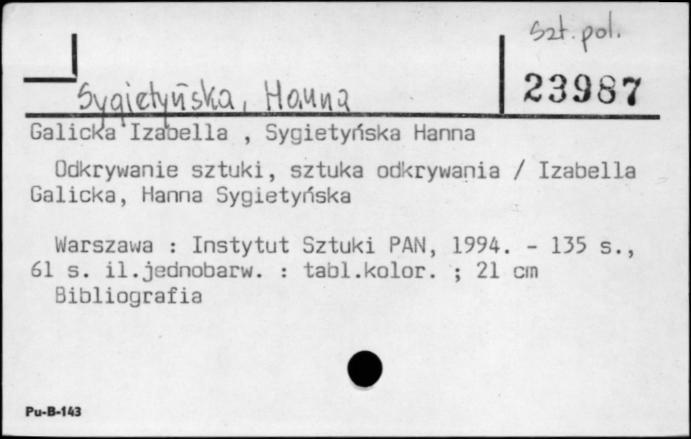 Szt. pol.
23987
Sygietyńska, Hanna
Galicka Izabella , Sygietyńska Hanna
Odkrywanie sztuki, sztuka odkrywania / Izabella
Galicka, Hanna Sygietyńska
Warszawa : Instytut Sztuki PAN, 1994. - 135 s.,
61 s. il.jednobarw. : tabl.kolor. ; 21 cm
Bibliografia
Pu-B-143